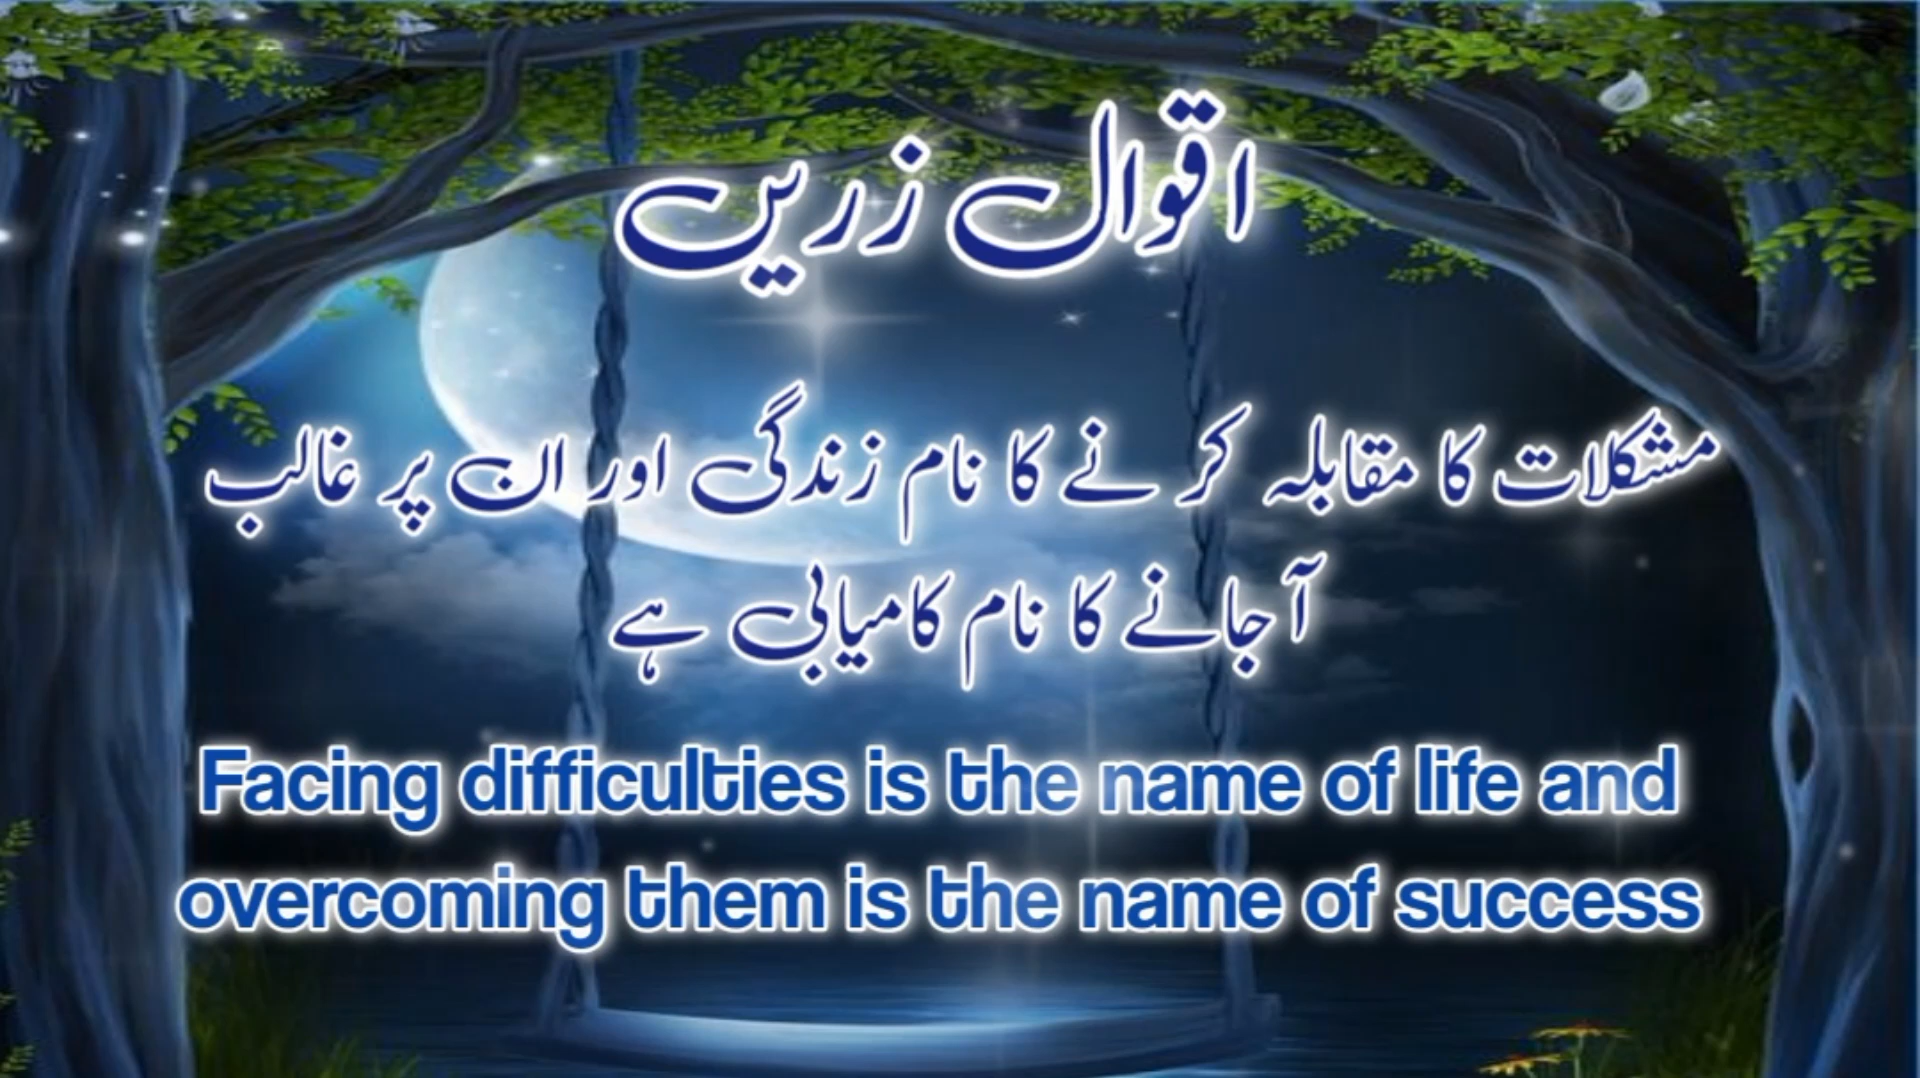 اقوال زریں
مشکلات کا مقابلہ کرنے کا نام زندگی اور ان پر غالب
آجانے کا نام کامیابی ہے
Facing difficulties is the name of life and
overcoming them is the name of success